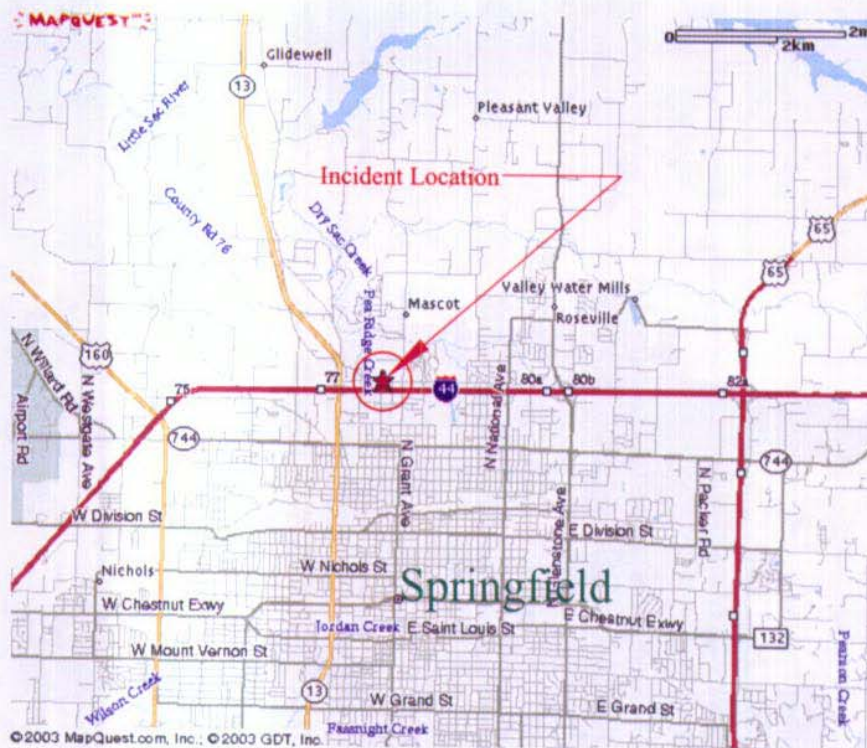 MAPQUEST
0 2m
2km
Glidewell
13
Pleasant Valley
Little Sac River
Incident Location
County Rd 76
Dry Sac Creek
65
65
Valley Water Mills
Mascot
Roseville
Pea Ridge Creek
160
N Willard Rd
N Westgate Ave
Airport Rd
75
77
44
80a
80b
82a
N National Ave
744
N Grant Ave
744
N Packer Rd
W Division St
E Division St
W Nichols St
Nichols
Springfield
W Chestnut Exwy
E Chestnut Exwy
Jordan Creek
E Saint Louis St
132
W Mount Vernon St
Pearson Creek
13
Wilson Creek
W Grand St
E Grand St
Fassnight Creek
©2003 MapQuest.com, Inc.; ©2003 GDT, Inc.